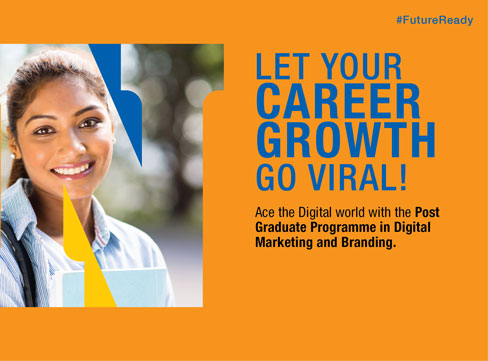 #FutureReady
LET YOUR
CAREER
GROWTH
GO VIRAL!
Ace the Digital world with the Post
Graduate Programme in Digital
Marketing and Branding.